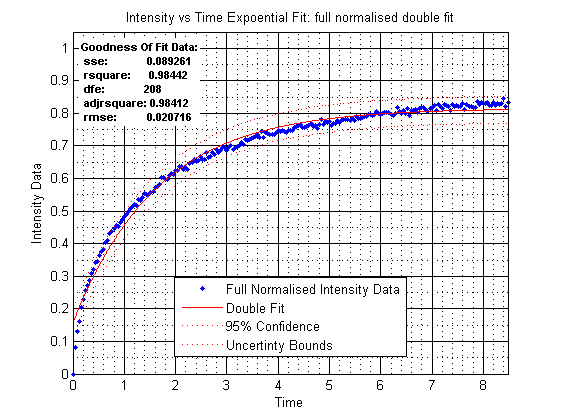 Intensity vs Time Expoential Fit: full normalised double fit
Goodness Of Fit Data:
sse: 0.089261
rsquare: 0.98442
dfe: 208
adjrsquare: 0.98412
rmse: 0.020716
1
0.9
0.8
0.7
0.6
0.5
0.4
0.3
0.2
0.1
0
Intensity Data
Full Normalised Intensity Data
Double Fit
95% Confidence
Uncertinty Bounds
0 1 2 3 4 5 6 7 8
Time